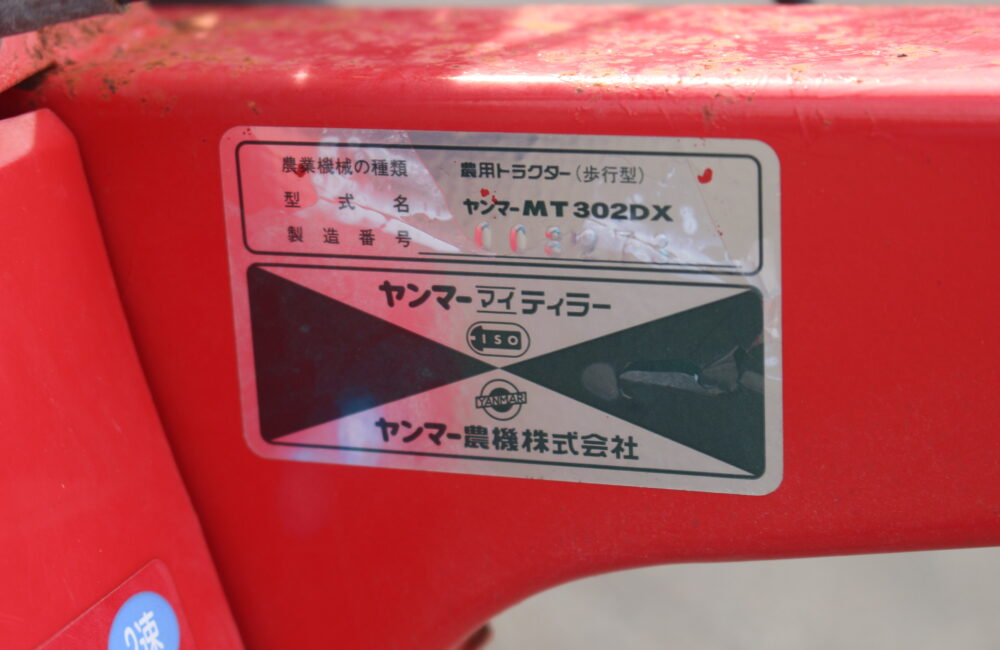 農業機械の種類 農用トラクター(歩行型)
型式名 ヤンマーMT302DX
製造番号
ヤンマーマイティラー
ISO
YANMAR
ヤンマー農機株式会社
2速